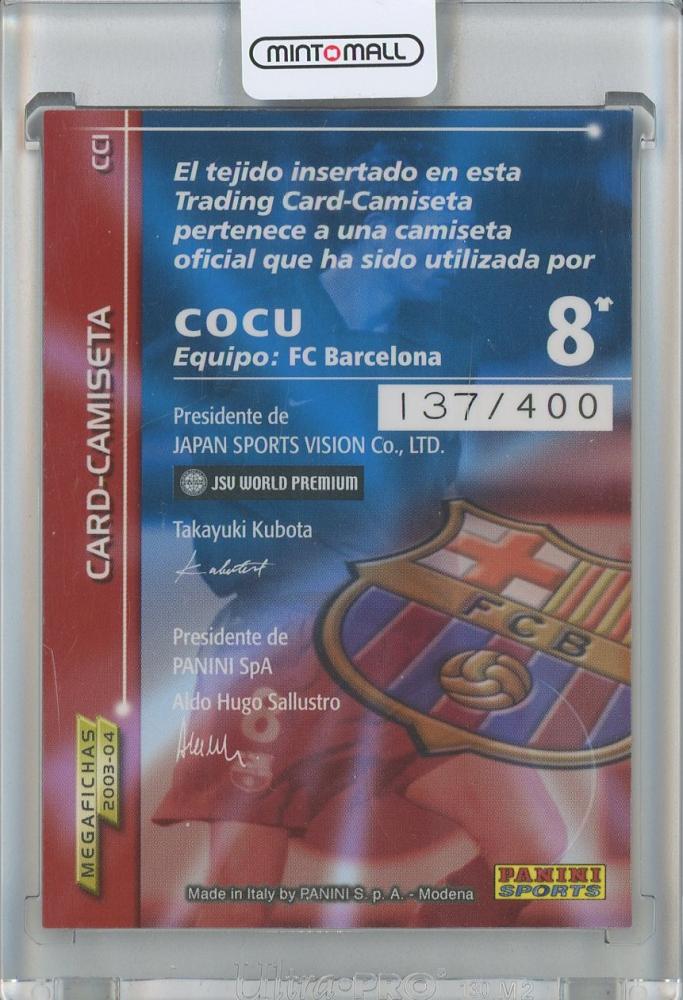 MINTOMALL
CCI
CARD-CAMISETA
MEGAFICHAS
2003-04
El tejido insertado en esta
Trading Card-Camiseta
pertenece a una camiseta
oficial que ha sido utilizada por
COCU
8
Equipo: FC Barcelona
137/400
Presidente de
JAPAN SPORTS VISION Co., LTD.
JSV WORLD PREMIUM
Takayuki Kubota
Presidente de
PANINI SpA
Aldo Hugo Sallustro
FCB
Made in Italy by PANINI S. p. A. - Modena
PANINI
SPORTS
Ultra•PRO®